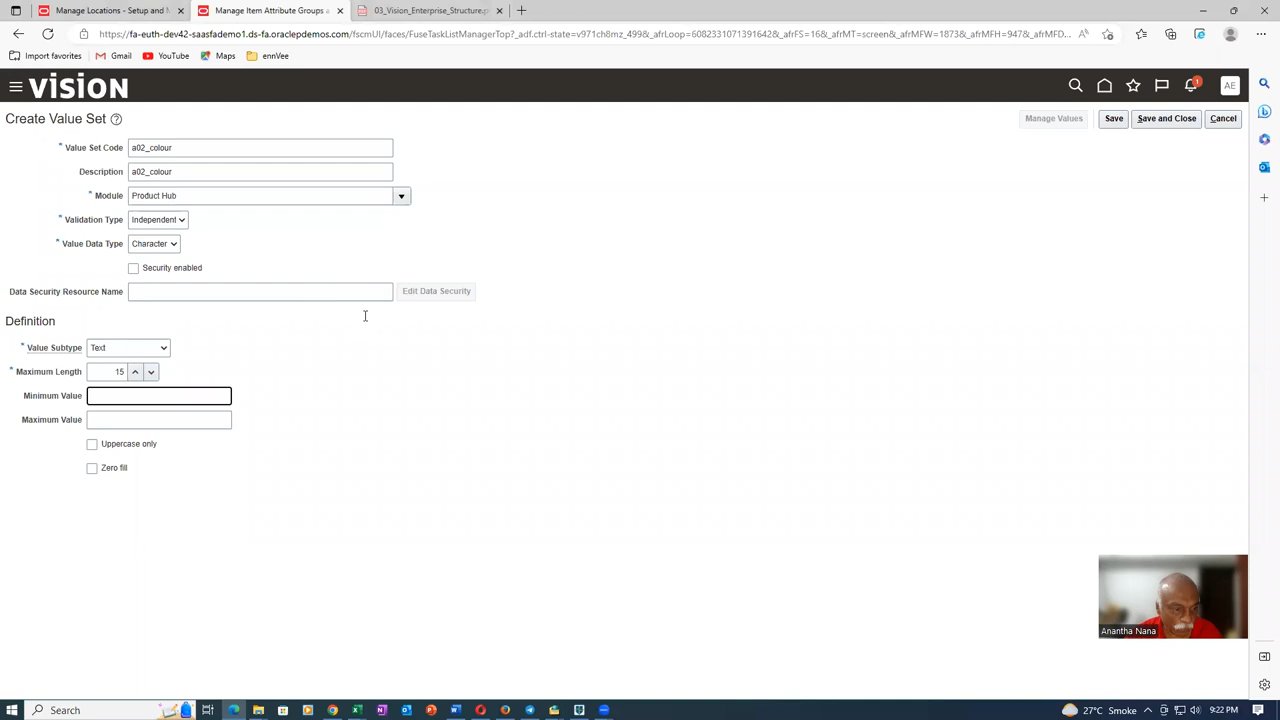 Manage Locations - Setup and M
Manage Item Attribute Groups a
03_Vision_Enterprise_Structure.p
https://fa-euth-dev42-saasfademo1.ds-fa.oraclepdemos.com/fscmUI/faces/FuseTaskListManagerTop?_adf.ctrl-state=v971ch8mz_499&_afrLoop=6082331071391642&_afrFS=16&_afrMT=screen&_afrMFW=1873&_afrMFH=947&_afrMFD...
Import favorites
Gmail
YouTube
Maps
ennVee
VISION
1
AE
Create Value Set
Manage Values
Save
Save and Close
Cancel
* Value Set Code a02_colour
Description a02_colour
* Module Product Hub
* Validation Type Independent
* Value Data Type Character
Security enabled
Data Security Resource Name
Edit Data Security
Definition
* Value Subtype Text
* Maximum Length 15
Minimum Value
Maximum Value
Uppercase only
Zero fill
Anantha Nana
Search
27°C Smoke
9:22 PM